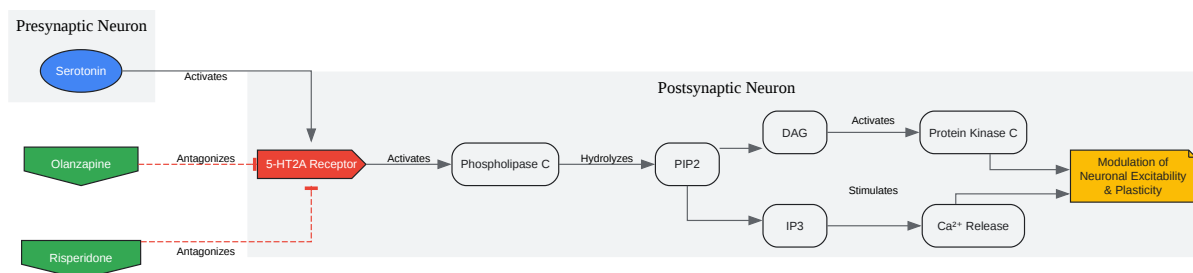 Presynaptic Neuron
Serotonin
Activates
Postsynaptic Neuron
Olanzapine
Antagonizes
5-HT2A Receptor
Activates
Phospholipase C
Hydrolyzes
PIP2
DAG
Activates
Protein Kinase C
Modulation of
Neuronal Excitability
& Plasticity
Stimulates
IP3
Ca²⁺ Release
Risperidone
Antagonizes